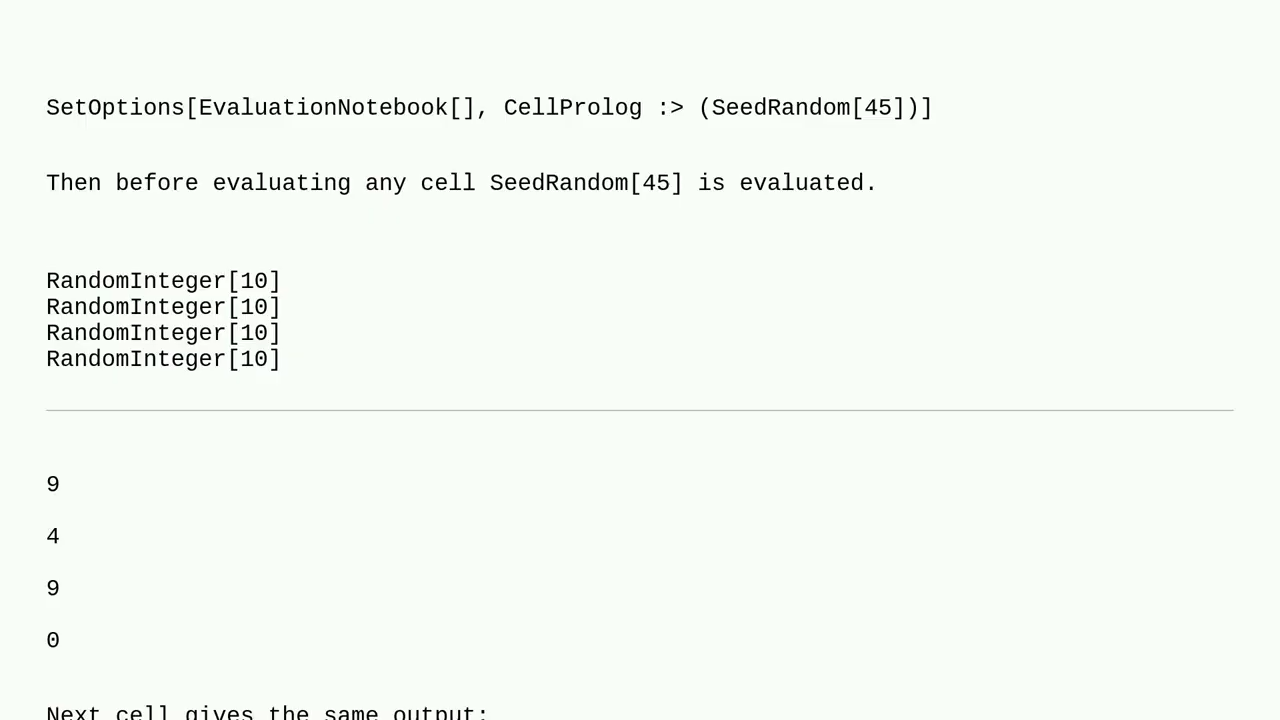 SetOptions[EvaluationNotebook[], CellProlog :> (SeedRandom[45])]
Then before evaluating any cell SeedRandom[45] is evaluated.
RandomInteger[10]
RandomInteger[10]
RandomInteger[10]
RandomInteger[10]
9
4
9
0
Next cell gives the same output: